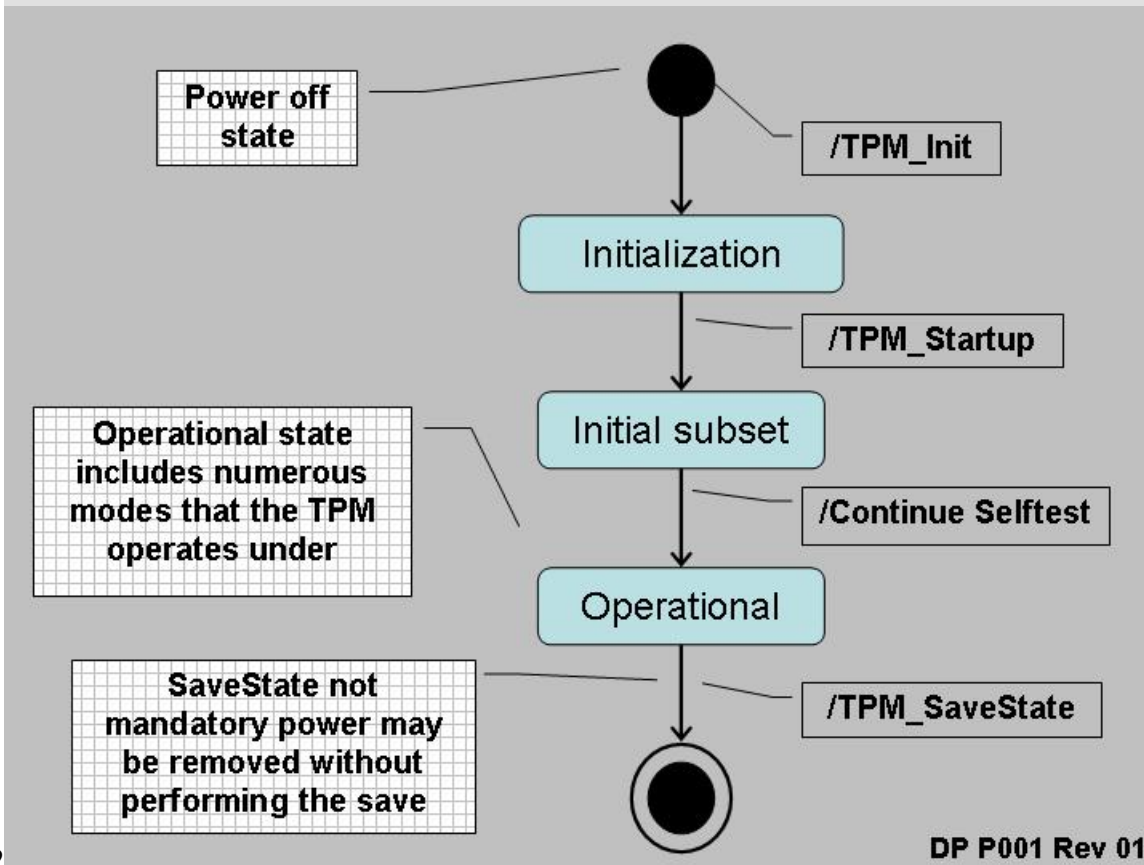 Power off
state
/TPM_Init
Initialization
/TPM_Startup
Initial subset
Operational state
includes numerous
modes that the TPM
operates under
/Continue Selftest
Operational
SaveState not
mandatory power may
be removed without
performing the save
/TPM_SaveState
DP P001 Rev 01